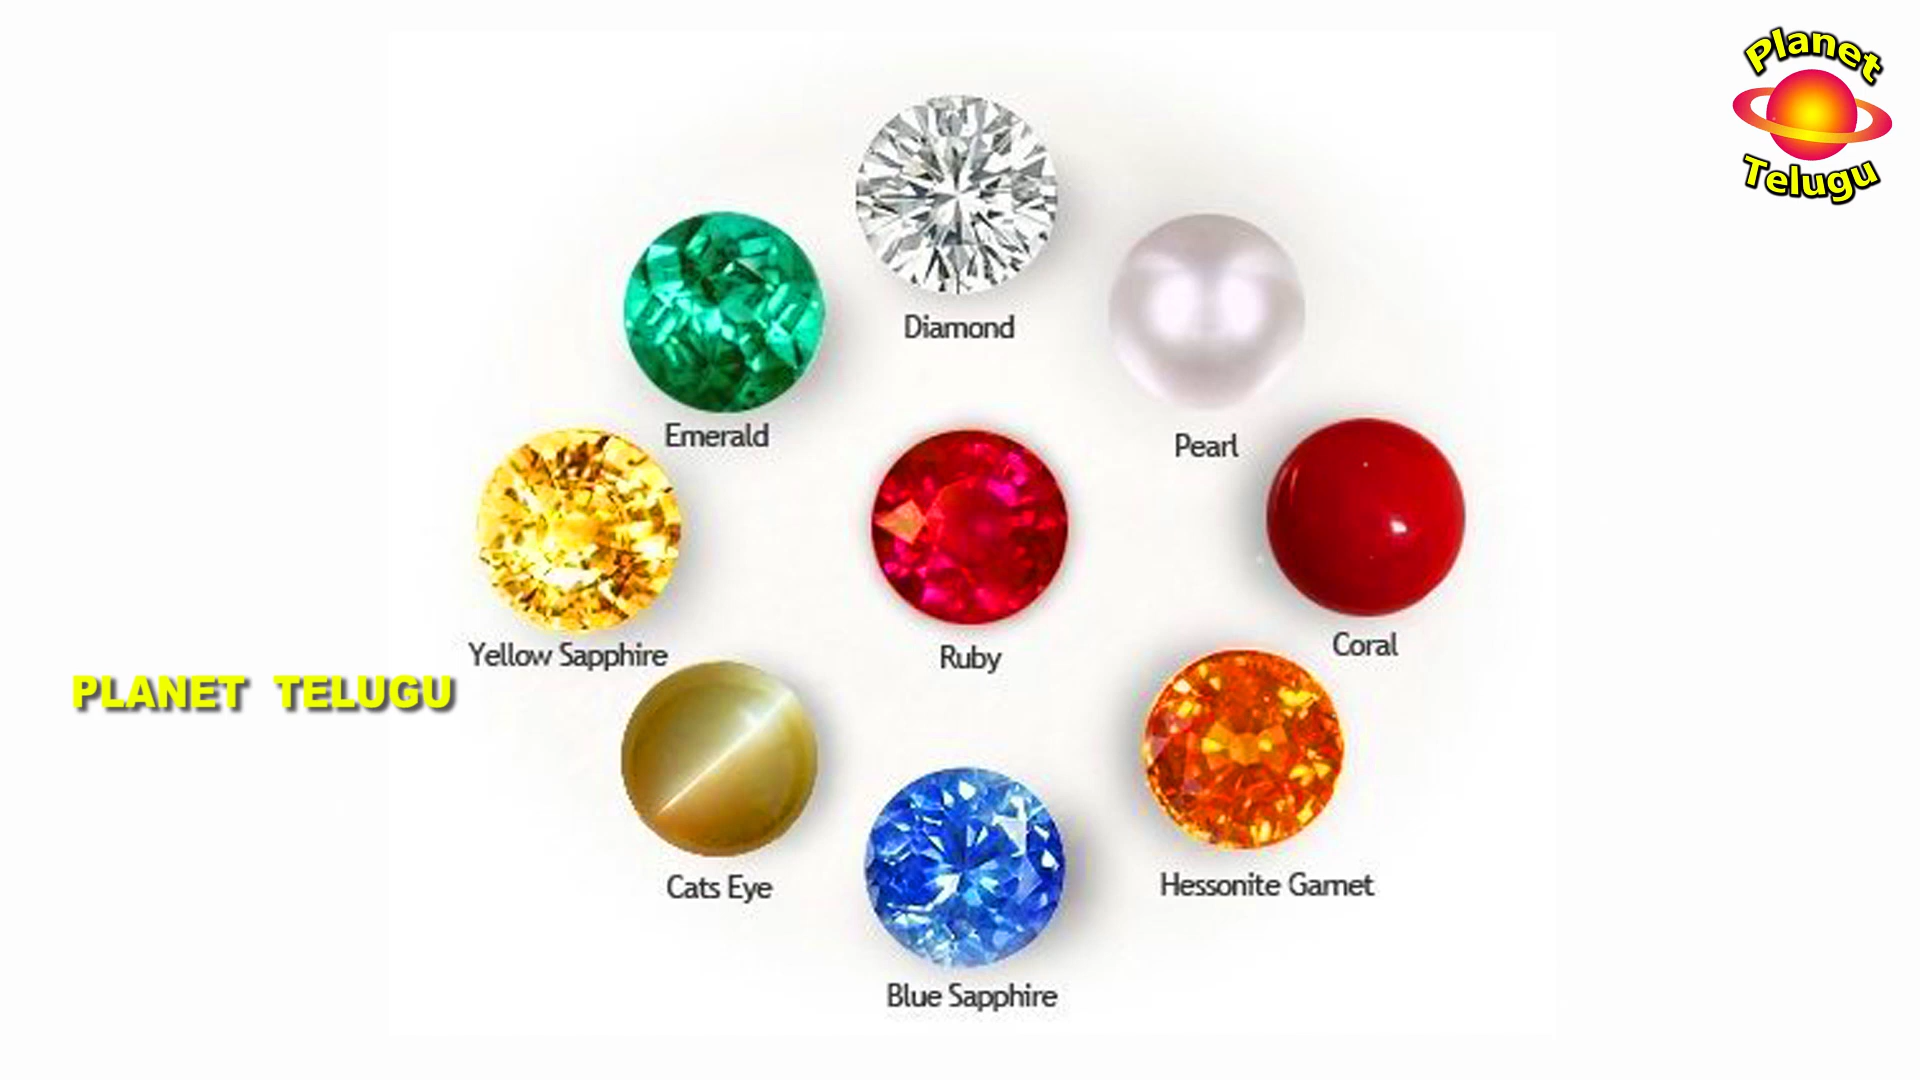 Planet
Telugu
Diamond
Emerald
Pearl
Yellow Sapphire
Ruby
Coral
PLANET TELUGU
Cats Eye
Hessonite Garnet
Blue Sapphire